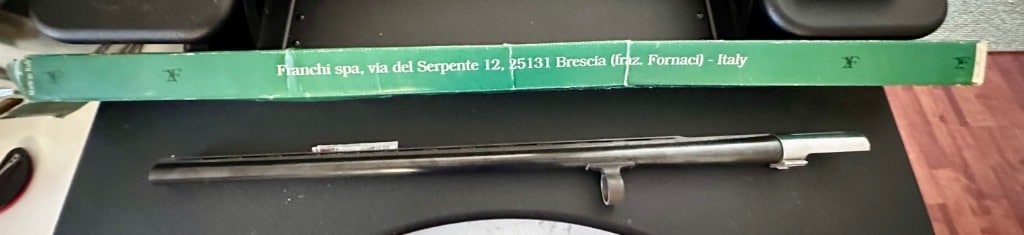 Franchi spa, via del Serpente 12, 25131 Brescia (fraz. Fornaci) - Italy